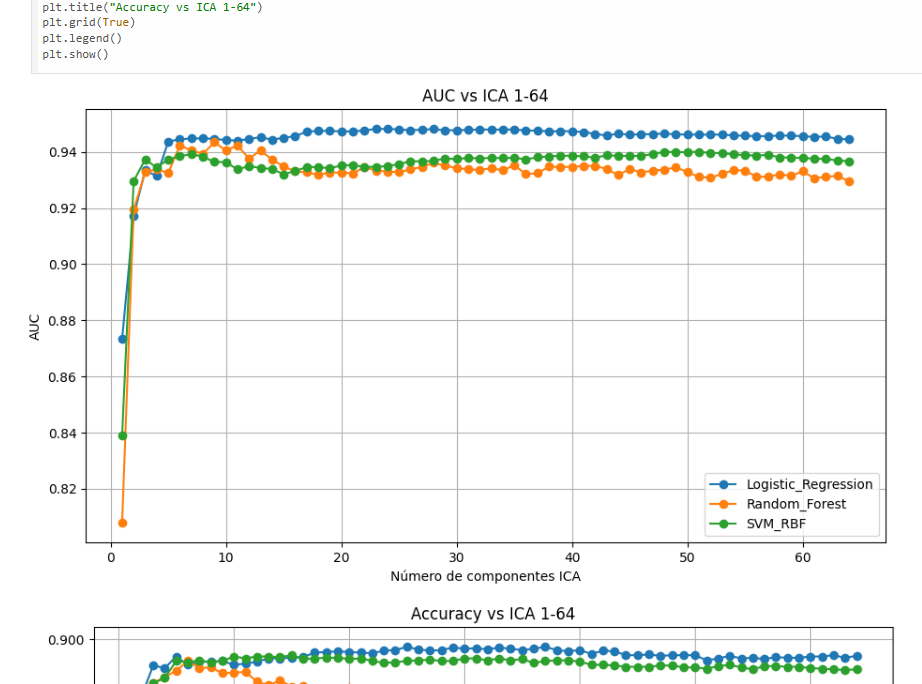 plt.title("Accuracy vs ICA 1-64")
plt.grid(True)
plt.legend()
plt.show()
AUC vs ICA 1-64
0.94
0.92
0.90
0.88
0.86
0.84
0.82
AUC
Logistic_Regression
Random_Forest
SVM_RBF
0 10 20 30 40 50 60
Número de componentes ICA
Accuracy vs ICA 1-64
0.900